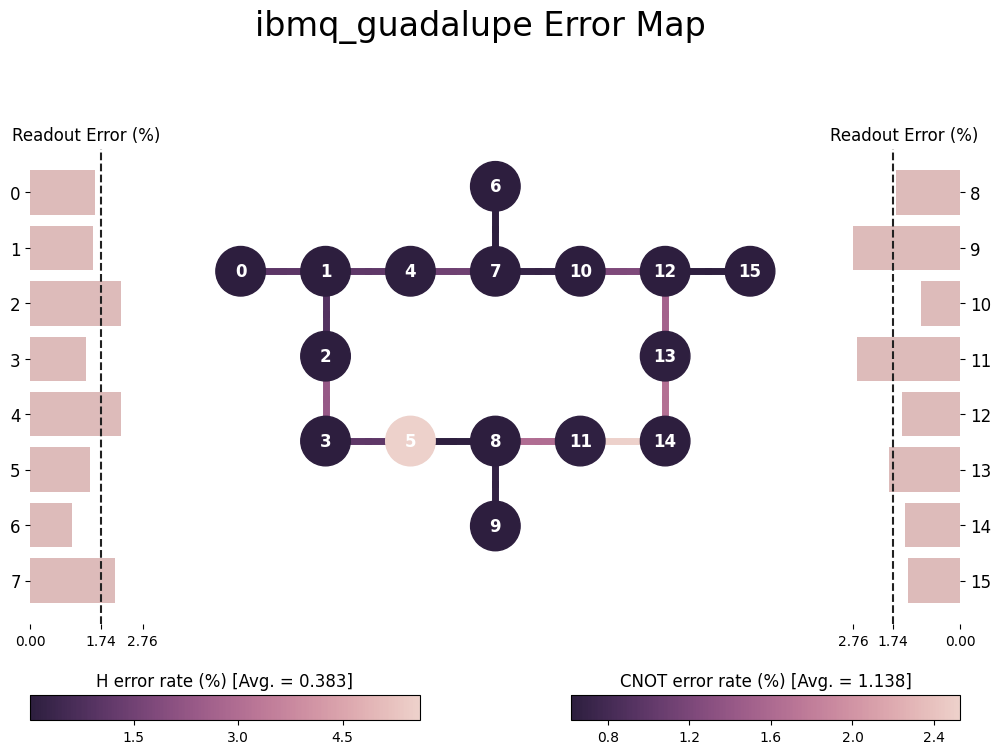 ibmq_guadalupe Error Map
Readout Error (%)
Readout Error (%)
0
1
2
3
4
5
6
7
0.00 1.74 2.76
6
0 1 4 7 10 12 15
2 13
3 5 8 11 14
9
8
9
10
11
12
13
14
15
2.76 1.74 0.00
H error rate (%) [Avg. = 0.383]
1.5 3.0 4.5
CNOT error rate (%) [Avg. = 1.138]
0.8 1.2 1.6 2.0 2.4